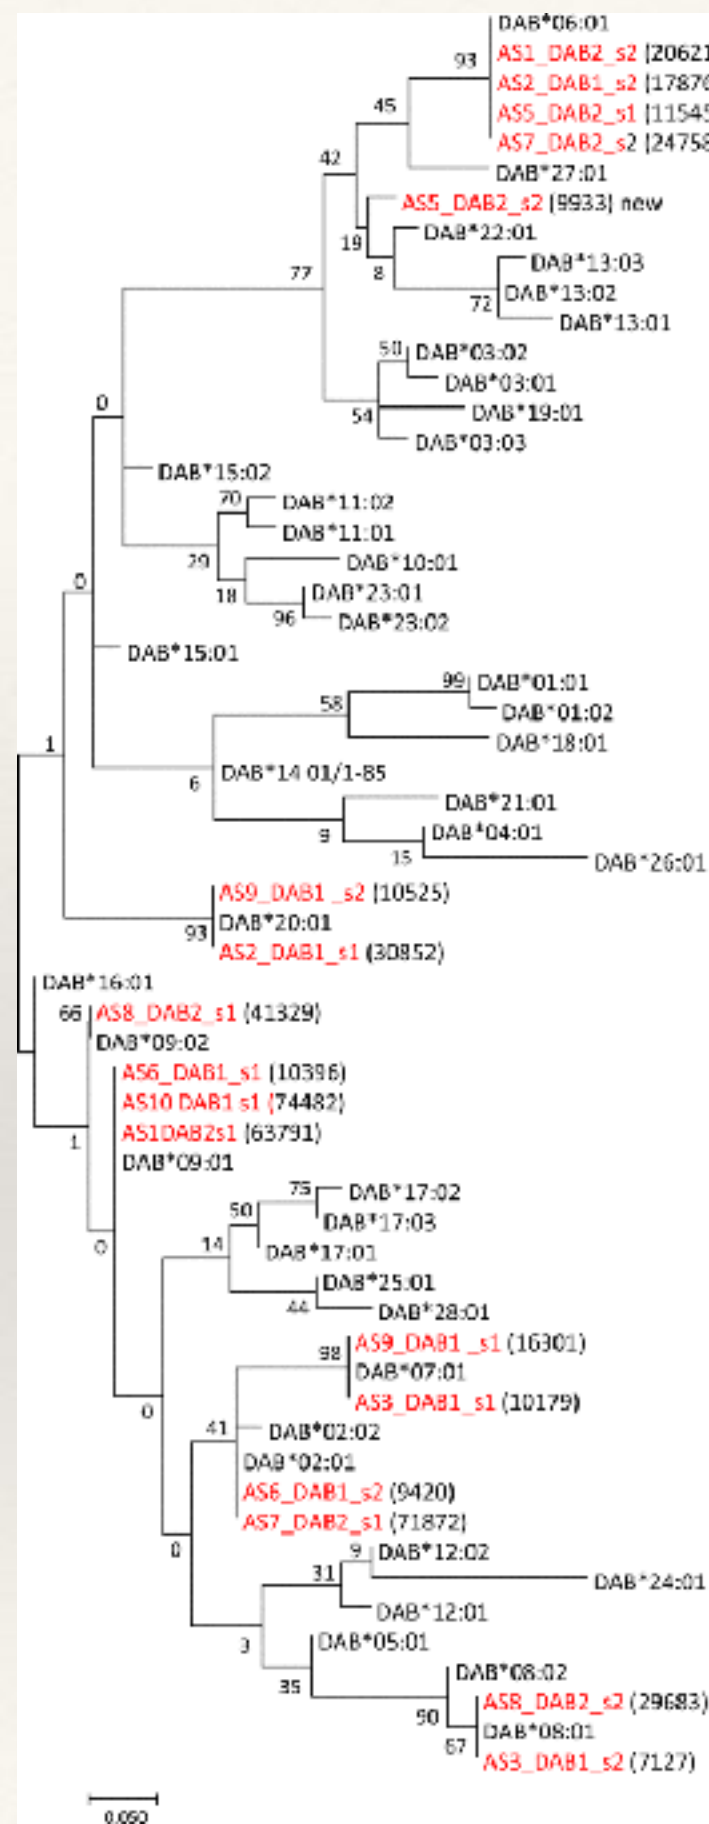 DAB*06:01
93 AS1_DAB2_s2 (20621
AS2_DAB1_s2 (17876
45 AS5_DAB2_s1 (11545
AS7_DAB2_s2 (24758
42 DAB*27:01
AS5_DAB2_s2 (9933) new
19 DAB*22:01
8 DAB*13:03
77 72 DAB*13:02
DAB*13:01
50 DAB*03:02
DAB*03:01
0 54 DAB*19:01
DAB*03:03
DAB*15:02
70 DAB*11:02
DAB*11:01
29 DAB*10:01
0 18 DAB*23:01
96 DAB*23:02
DAB*15:01
99 DAB*01:01
58 DAB*01:02
1 DAB*18:01
6 DAB*14 01/1-85
DAB*21:01
9 DAB*04:01
15 DAB*26:01
AS9_DAB1 _s2 (10525)
93 DAB*20:01
AS2_DAB1_s1 (30852)
DAB*16:01
66 AS8_DAB2_s1 (41329)
DAB*09:02
AS6_DAB1_s1 (10396)
AS10 DAB1 s1 (74482)
1 AS1DAB2s1 (63791)
DAB*09:01
75 DAB*17:02
50 DAB*17:03
0 14 DAB*17:01
DAB*25:01
44 DAB*28:01
98 AS9_DAB1 _s1 (16301)
DAB*07:01
0 AS3_DAB1_s1 (10179)
41 DAB*02:02
DAB*02:01
AS6_DAB1_s2 (9420)
AS7_DAB2_s1 (71872)
0 9 DAB*12:02
31 DAB*24:01
DAB*12:01
3 DAB*05:01
35 DAB*08:02
90 AS8_DAB2_s2 (29683)
67 DAB*08:01
AS3_DAB1_s2 (7127)
0.050